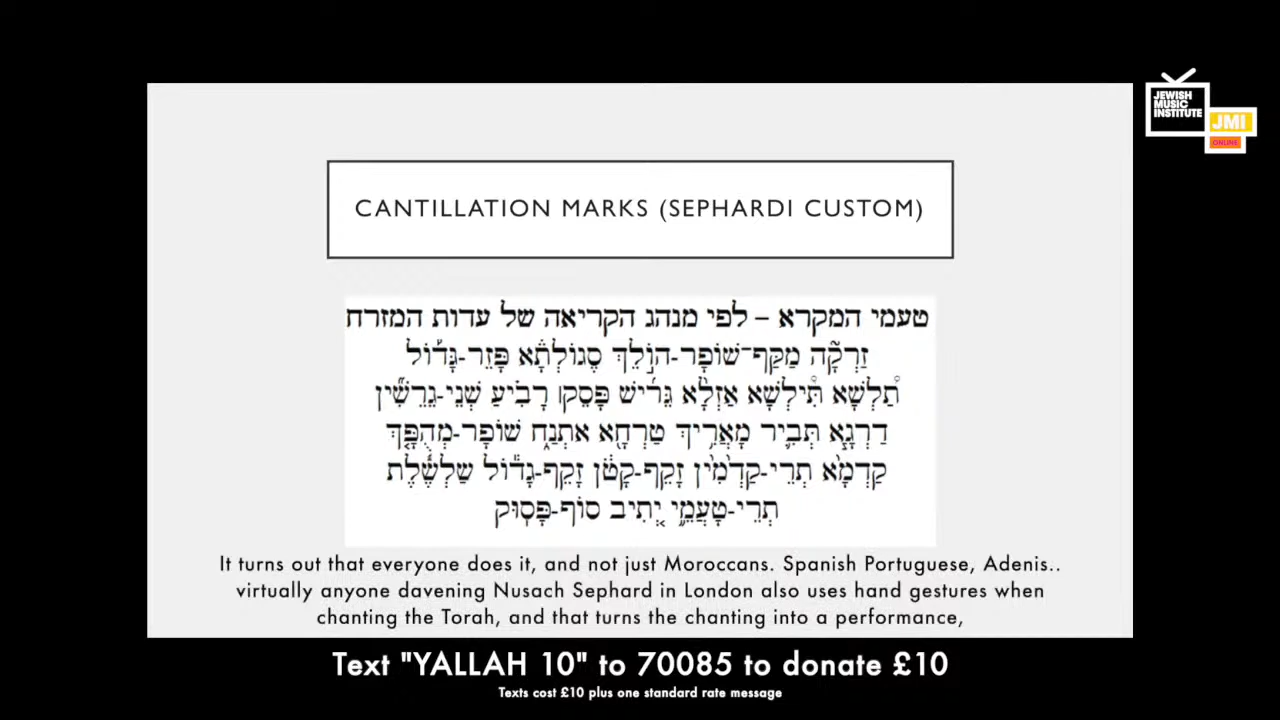 JEWISH
MUSIC
INSTITUTE
JMI
ONLINE
CANTILLATION MARKS (SEPHARDI CUSTOM)
טעמי המקרא – לפי מנהג הקריאה של עדות המזרח
זַרְקָה֘ מַקַּף־שׁוֹפָר־הוֹלֵ֣ךְ סְגוֹלְתָּא֒ פָּזֵר־גָּד֡וֹל
תַ֠לְשָׁא תִּילְשָׁא֩ אַזְלָ֨א גֵּרִ֜ישׁ פָּסֵק׀ רָבִ֗יעַ שְׁנֵי־גֵרֵשִׁ֞ין
דַּרְגָּ֧א תְּבִ֛יר מָאֲרִ֥יךְ טַרְחָ֖א אַתְנָ֑ח שׁוֹפָר־מְהֻפָּ֤ךְ
קַדְמָ֨א תְּרֵי־קַדְמִ֨ין זָקֵף־קָטֹ֔ן זָקֵף־גָּד֕וֹל שַׁלְשֶׁ֓לֶת
תְּרֵי־טַעֲמֵ֦י יְ֚תִיב סוֹף־פָּסֽוּק
It turns out that everyone does it, and not just Moroccans. Spanish Portuguese, Adenis..
virtually anyone davening Nusach Sephard in London also uses hand gestures when
chanting the Torah, and that turns the chanting into a performance,
Text "YALLAH 10" to 70085 to donate £10
Texts cost £10 plus one standard rate message